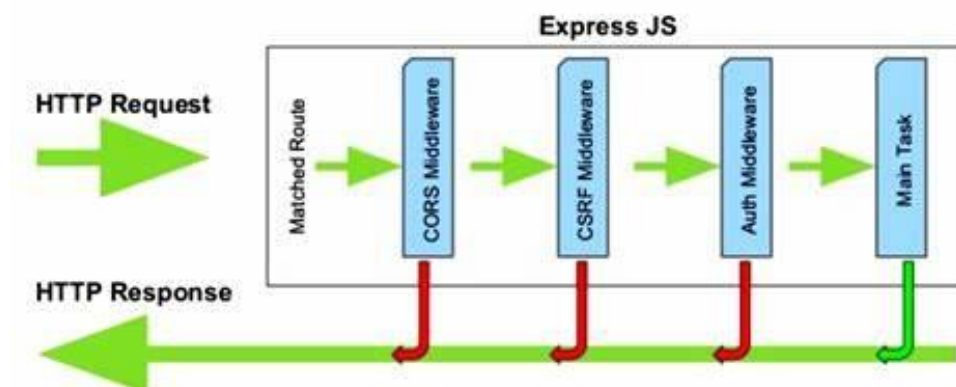 Express JS
HTTP Request
Matched Route
CORS Middleware
CSRF Middleware
Auth Middleware
Main Task
HTTP Response